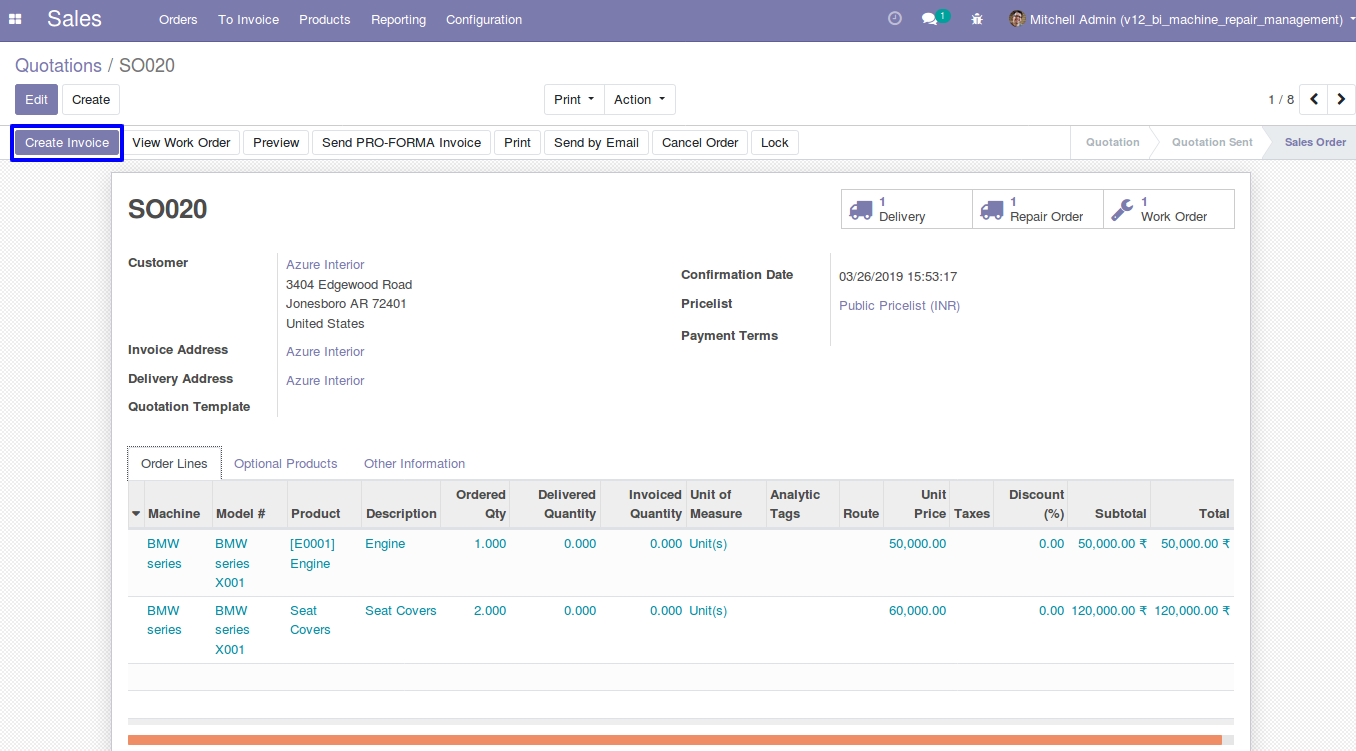 Sales Orders To Invoice Products Reporting Configuration 1 Mitchell Admin (v12_bi_machine_repair_management)
Quotations / SO020
Edit Create Print Action 1 / 8
Create Invoice View Work Order Preview Send PRO-FORMA Invoice Print Send by Email Cancel Order Lock Quotation Quotation Sent Sales Order
SO020
1 Delivery
1 Repair Order
1 Work Order
Customer
Azure Interior
3404 Edgewood Road
Jonesboro AR 72401
United States
Invoice Address Azure Interior
Delivery Address Azure Interior
Quotation Template
Confirmation Date 03/26/2019 15:53:17
Pricelist Public Pricelist (INR)
Payment Terms
Order Lines Optional Products Other Information
Machine Model # Product Description Ordered Qty Delivered Quantity Invoiced Quantity Unit of Measure Analytic Tags Route Unit Price Taxes Discount (%) Subtotal Total
BMW series BMW series X001 [E0001] Engine Engine 1.000 0.000 0.000 Unit(s) 50,000.00 0.00 50,000.00 ₹ 50,000.00 ₹
BMW series BMW series X001 Seat Covers Seat Covers 2.000 0.000 0.000 Unit(s) 60,000.00 0.00 120,000.00 ₹ 120,000.00 ₹